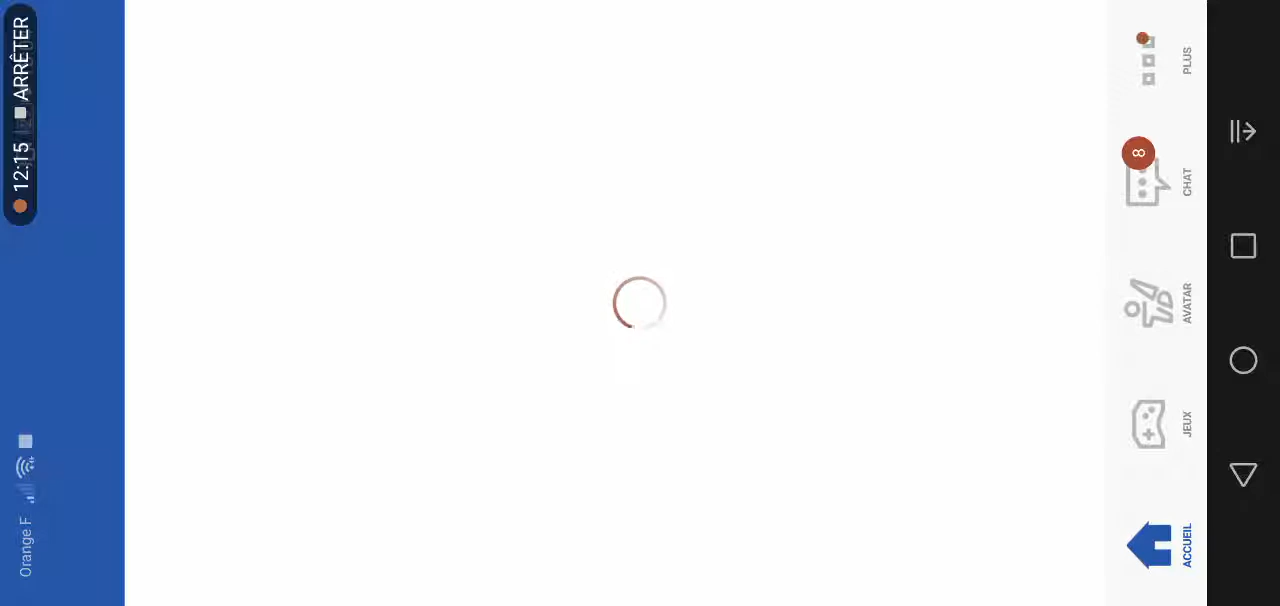 Orange F
12:15 ARRÊTER
ACCUEIL
JEUX
AVATAR
8
CHAT
PLUS